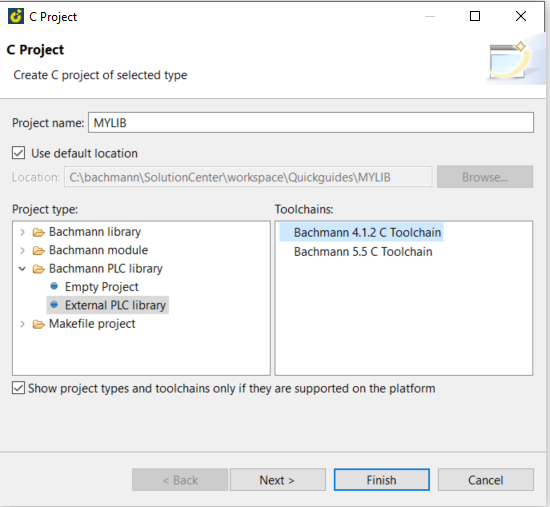 C Project
C Project
Create C project of selected type
Project name: MYLIB
Use default location
Location: C:\bachmann\SolutionCenter\workspace\Quickguides\MYLIB Browse...
Project type: Toolchains:
Bachmann library
Bachmann module
Bachmann PLC library
Empty Project
External PLC library
Makefile project
Bachmann 4.1.2 C Toolchain
Bachmann 5.5 C Toolchain
Show project types and toolchains only if they are supported on the platform
< Back Next > Finish Cancel